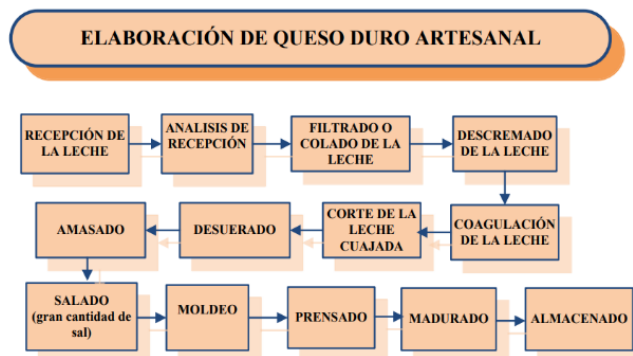 ELABORACIÓN DE QUESO DURO ARTESANAL
RECEPCIÓN DE
LA LECHE
ANALISIS DE
RECEPCIÓN
FILTRADO O
COLADO DE LA
LECHE
DESCREMADO
DE LA LECHE
COAGULACIÓN
DE LA LECHE
CORTE DE LA
LECHE
CUAJADA
DESUERADO
AMASADO
SALADO
(gran cantidad de
sal)
MOLDEO
PRENSADO
MADURADO
ALMACENADO